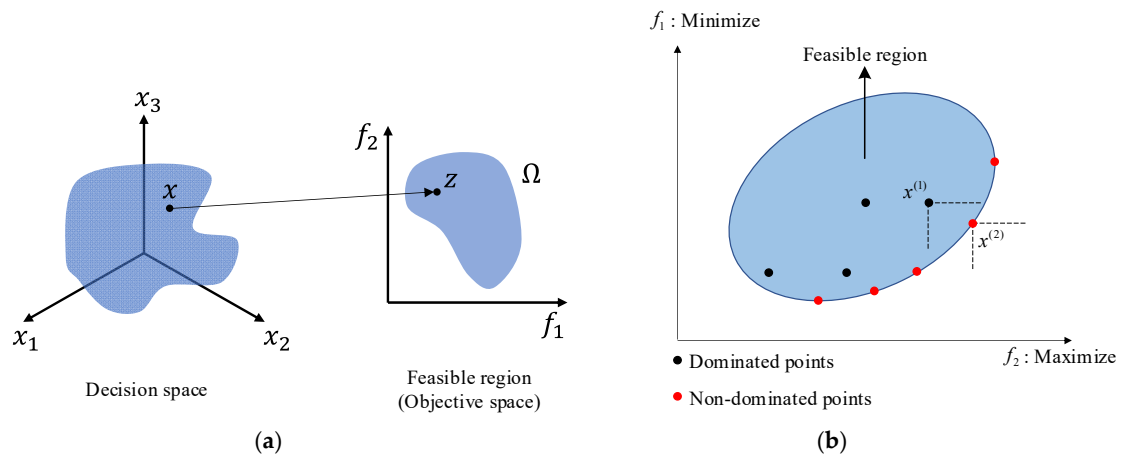 x₃
x
x₁
x₂
Decision space
f₂
z
Ω
f₁
Feasible region
(Objective space)
(a)
f₁ : Minimize
Feasible region
x⁽¹⁾
x⁽²⁾
f₂ : Maximize
Dominated points
Non-dominated points
(b)